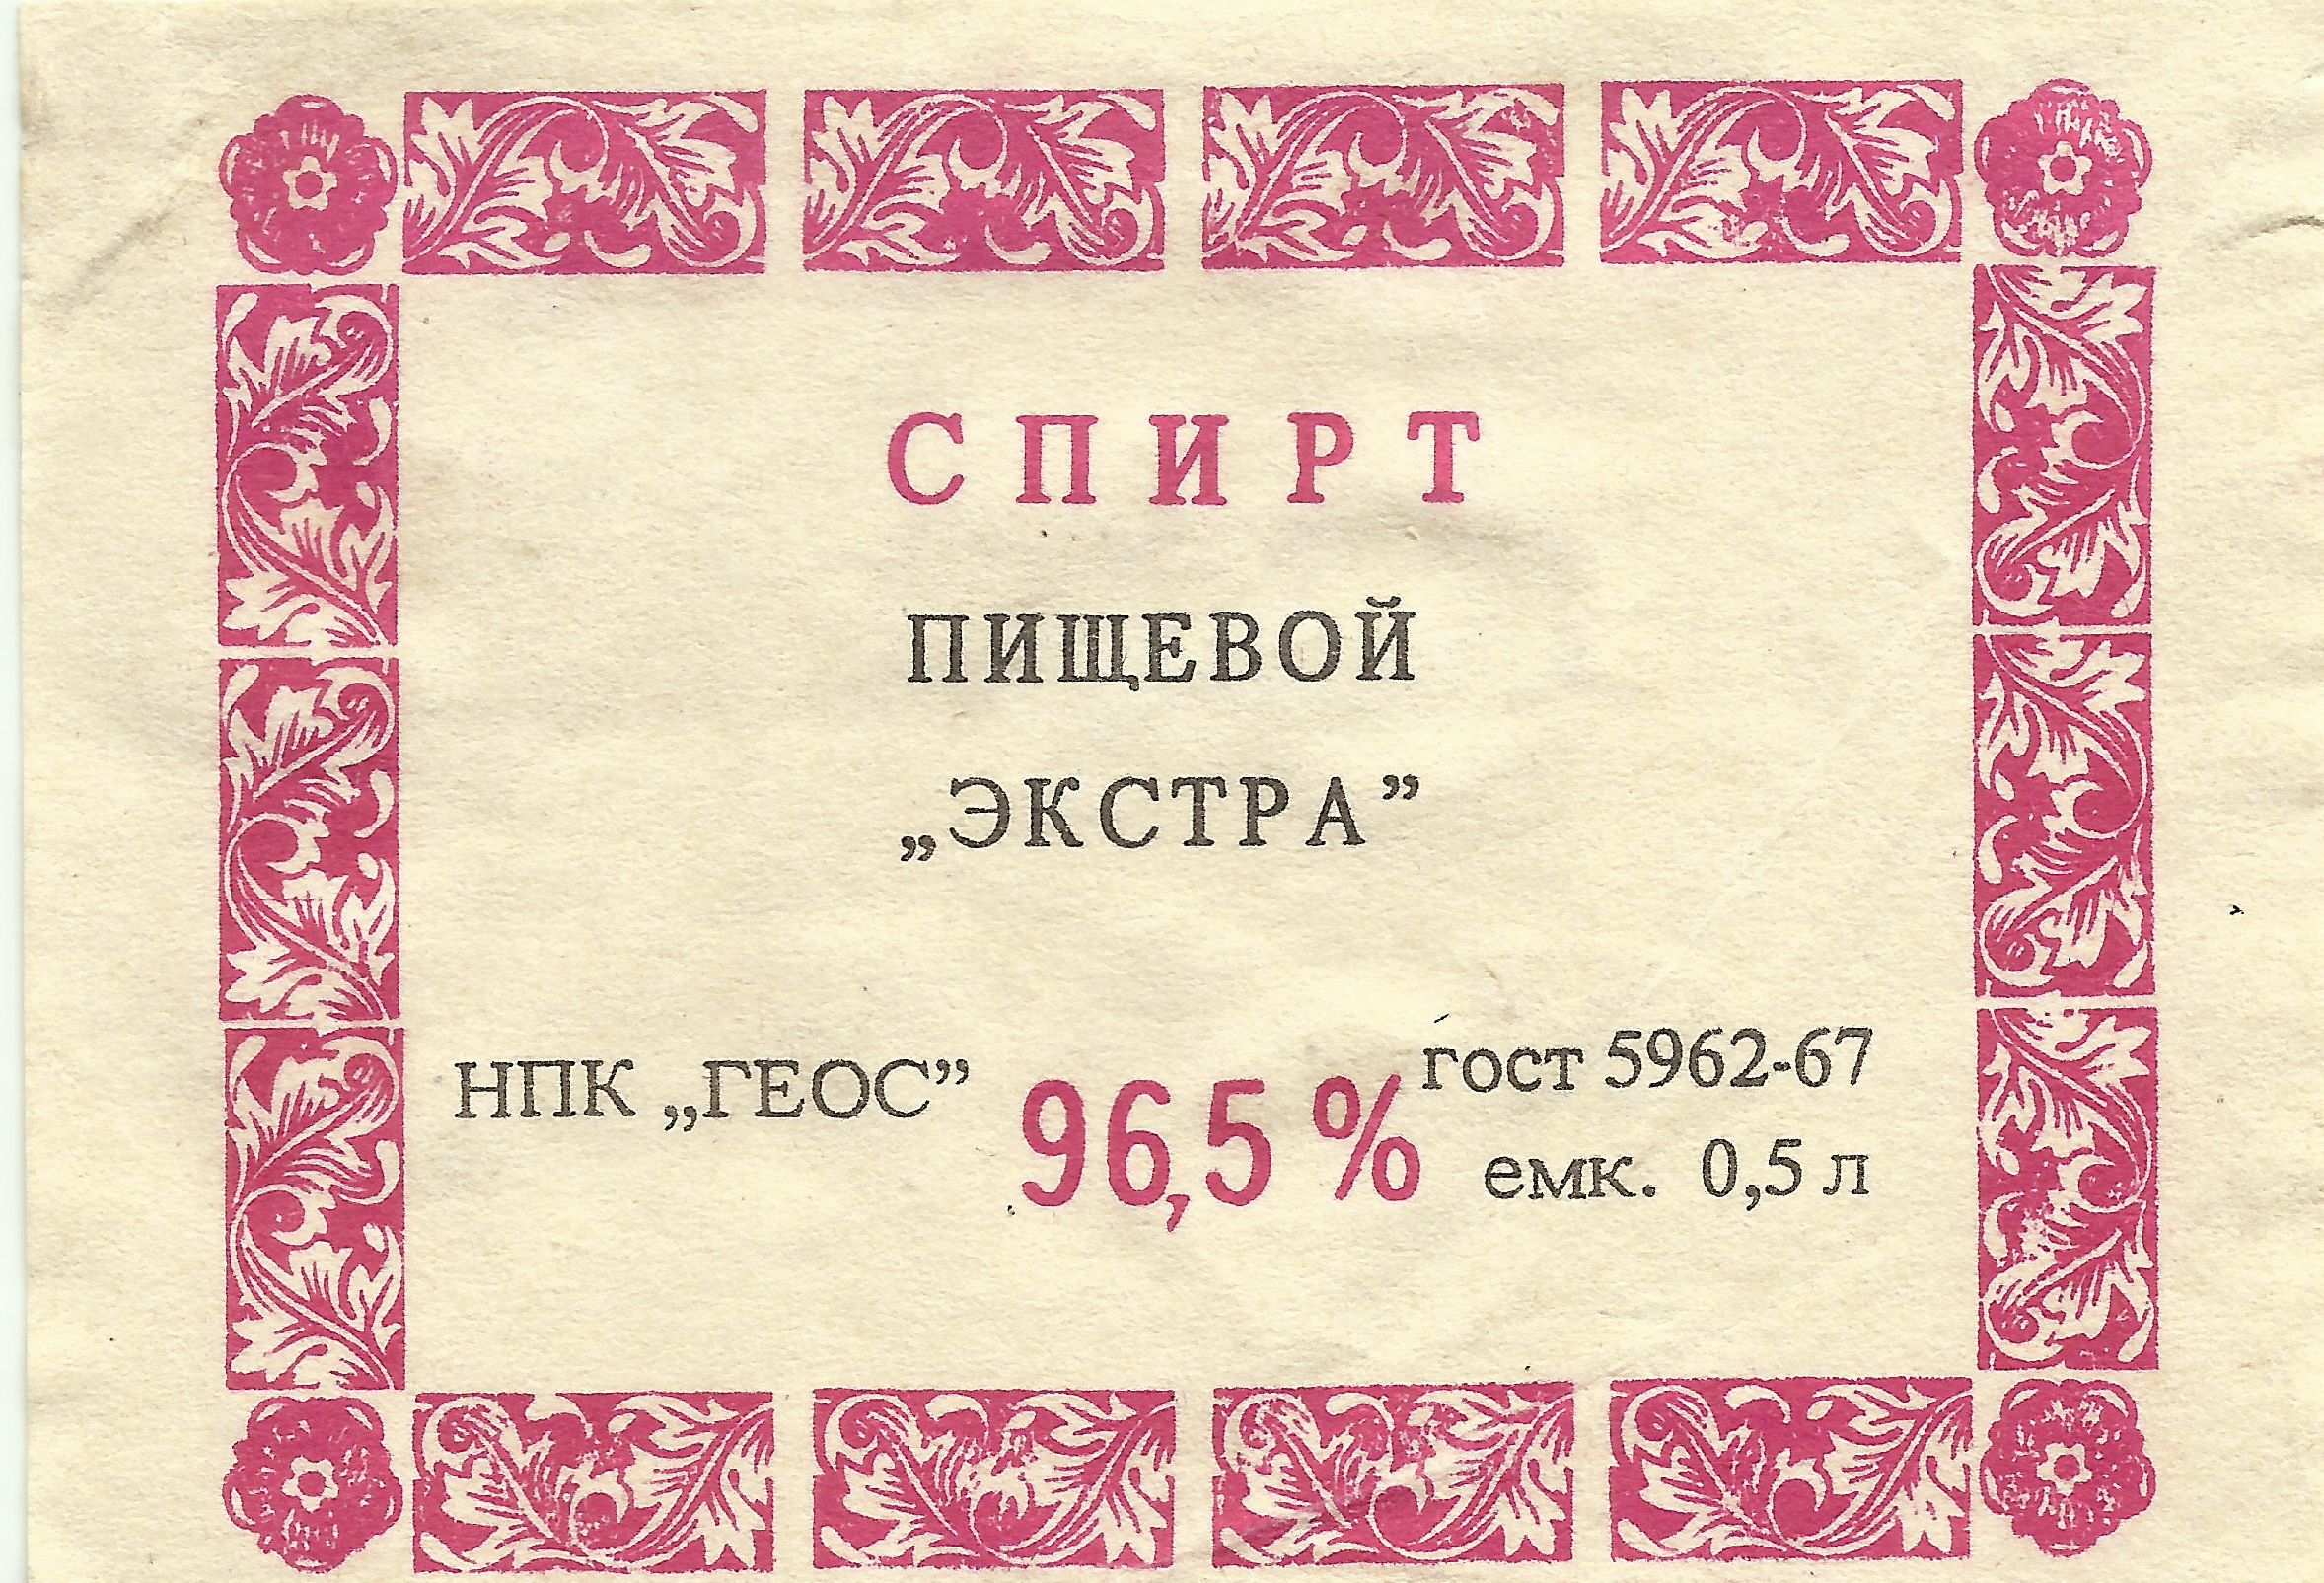 СПИРТ
ПИЩЕВОЙ
„ЭКСТРА”
НПК „ГЕОС”
96,5%
гост 5962-67
емк. 0,5 л